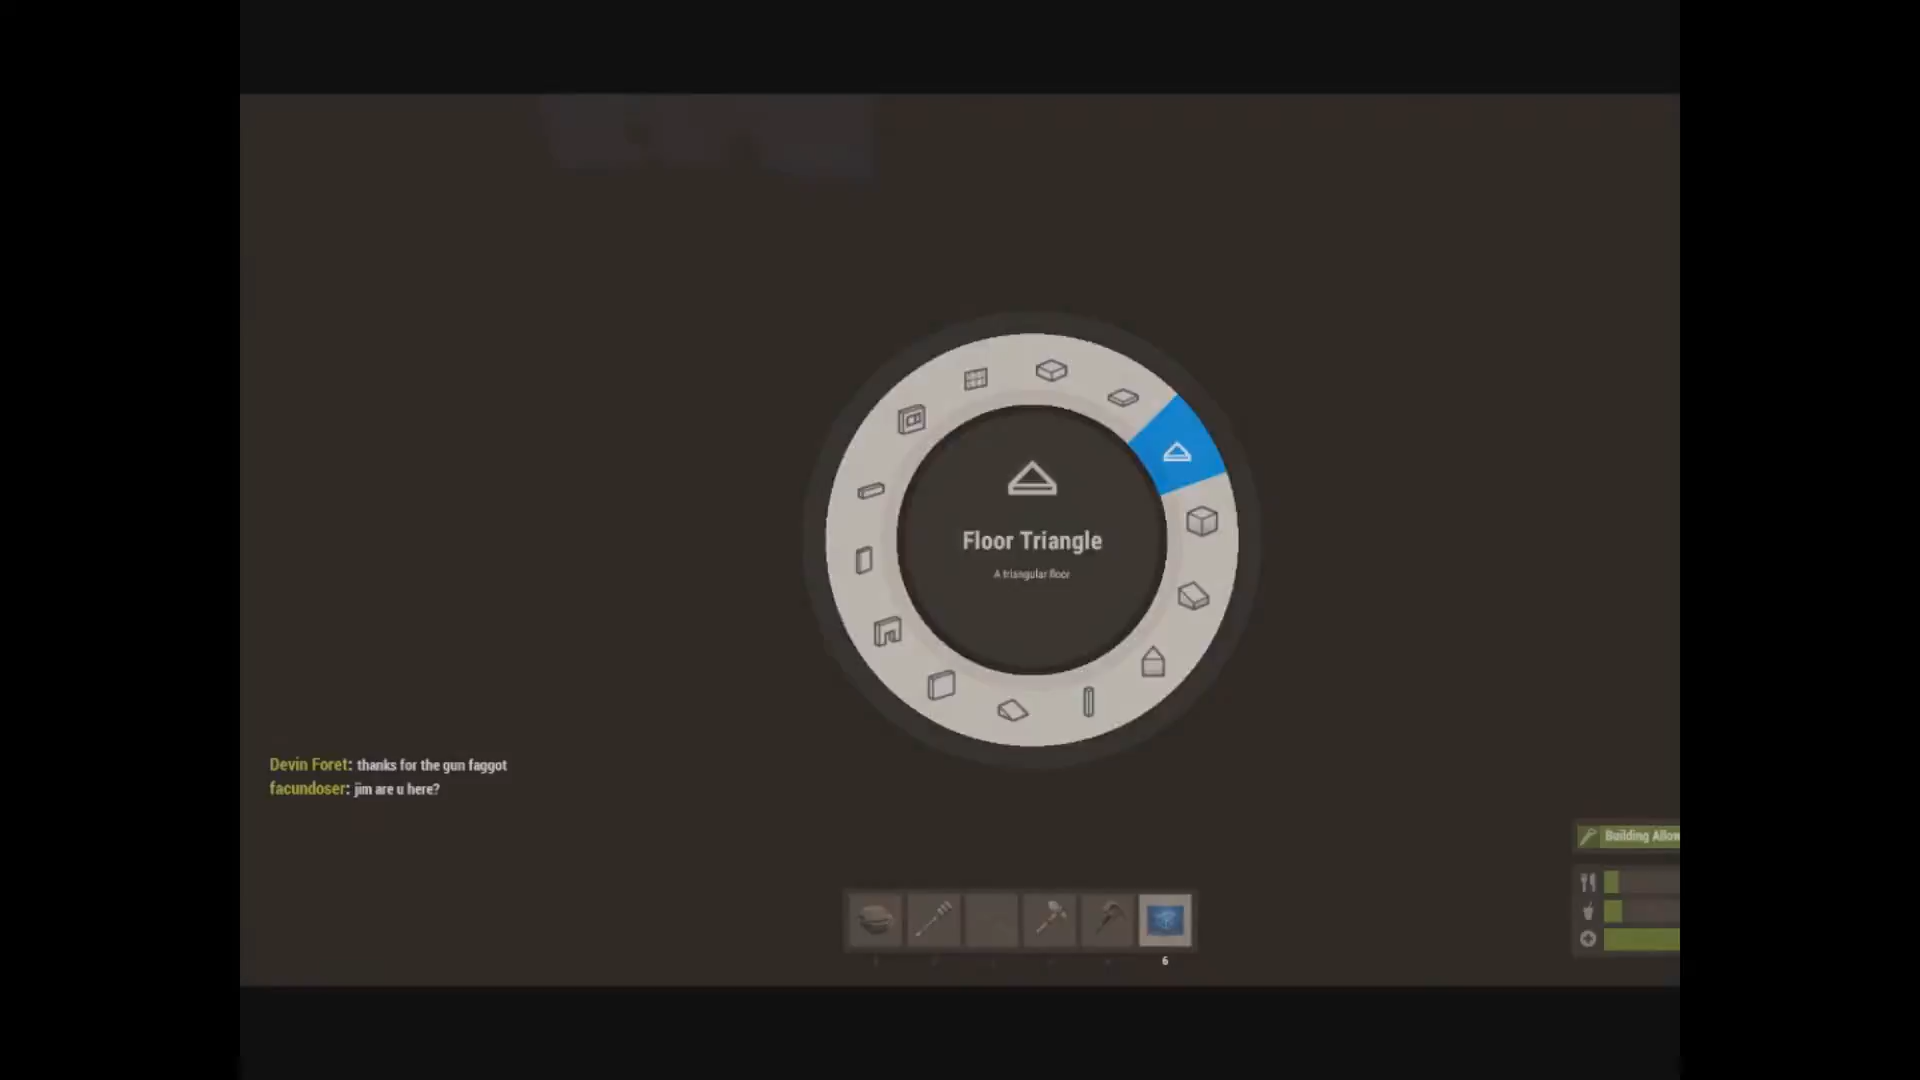 Floor Triangle
A triangular floor
Devin Foret: thanks for the gun faggot
facundoser: jim are u here?
Building Allow
6